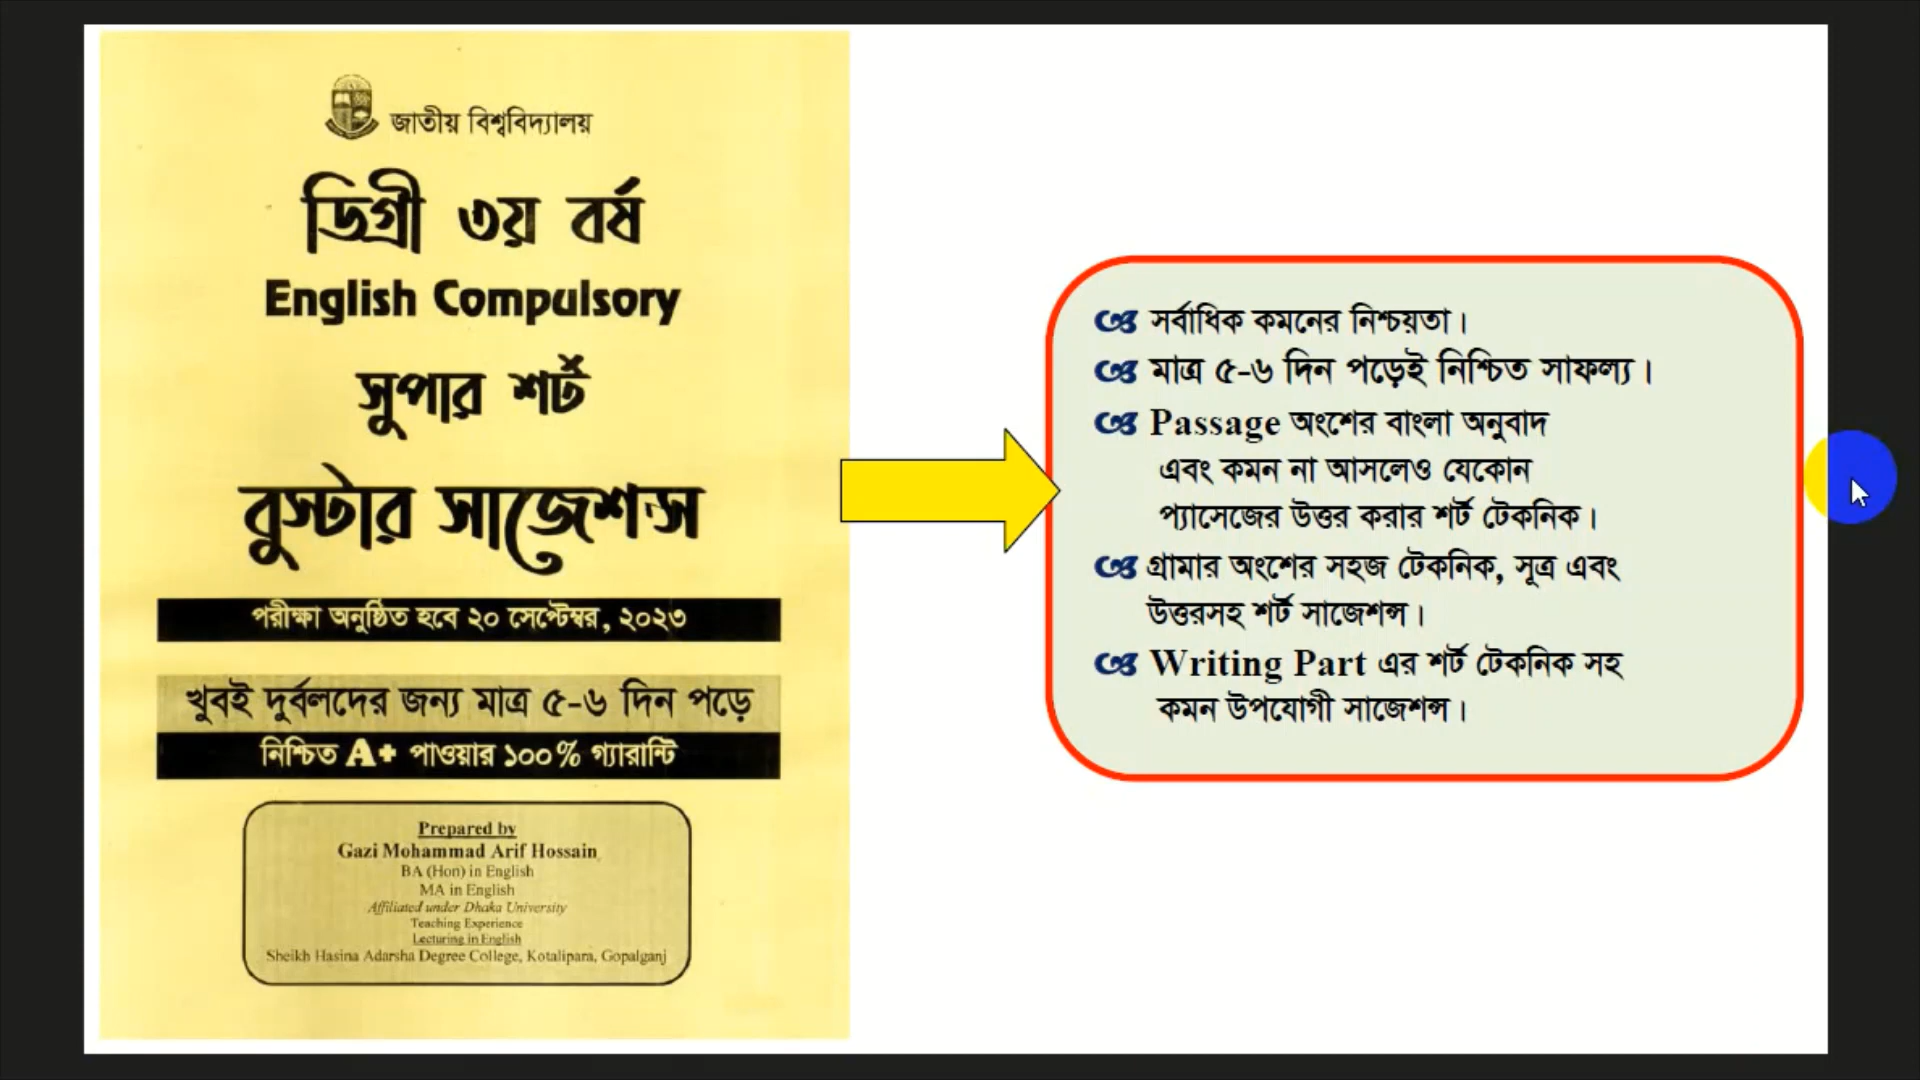 জাতীয় বিশ্ববিদ্যালয়
ডিগ্রী ৩য় বর্ষ
English Compulsory
সুপার শর্ট
বুস্টার সাজেশন্স
পরীক্ষা অনুষ্ঠিত হবে ২০ সেপ্টেম্বর, ২০২৩
খুবই দুর্বলদের জন্য মাত্র ৫-৬ দিন পড়ে
নিশ্চিত A+ পাওয়ার ১০০% গ্যারান্টি
Prepared by
Gazi Mohammad Arif Hossain
BA (Hon) in English
MA in English
Affiliated under Dhaka University
Teaching Experience
Lecturing in English
Sheikh Hasina Adarsha Degree College, Kotalipara, Gopalganj
সর্বাধিক কমনের নিশ্চয়তা।
মাত্র ৫-৬ দিন পড়েই নিশ্চিত সাফল্য।
Passage অংশের বাংলা অনুবাদ
এবং কমন না আসলেও যেকোন
প্যাসেজের উত্তর করার শর্ট টেকনিক।
গ্রামার অংশের সহজ টেকনিক, সূত্র এবং
উত্তরসহ শর্ট সাজেশন্স।
Writing Part এর শর্ট টেকনিক সহ
কমন উপযোগী সাজেশন্স।